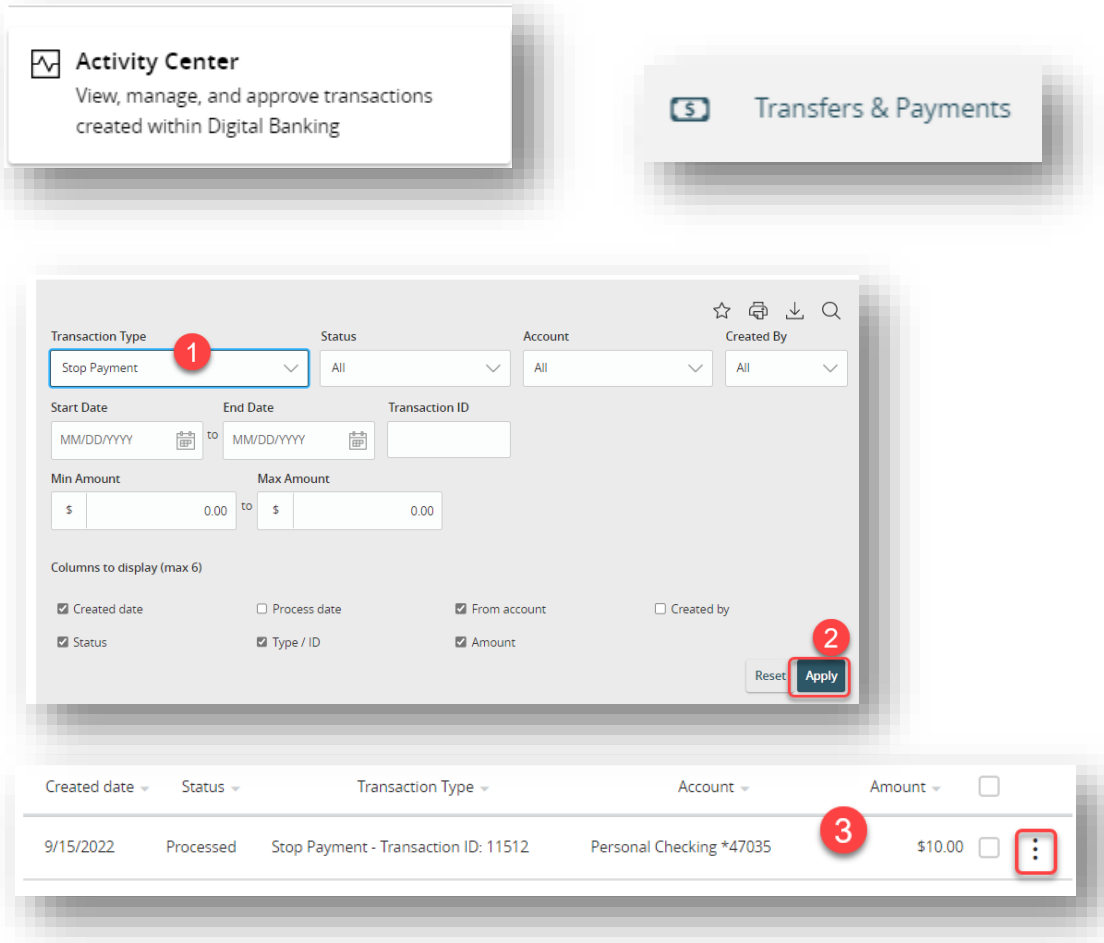 Activity Center
View, manage, and approve transactions
created within Digital Banking
$ Transfers & Payments
Transaction Type Status Account Created By
1
Stop Payment All All All
Start Date End Date Transaction ID
MM/DD/YYYY to MM/DD/YYYY
Min Amount Max Amount
$ 0.00 to $ 0.00
Columns to display (max 6)
Created date Process date From account Created by
Status Type / ID Amount
2
Reset Apply
Created date Status Transaction Type Account Amount
3
9/15/2022 Processed Stop Payment - Transaction ID: 11512 Personal Checking *47035 $10.00